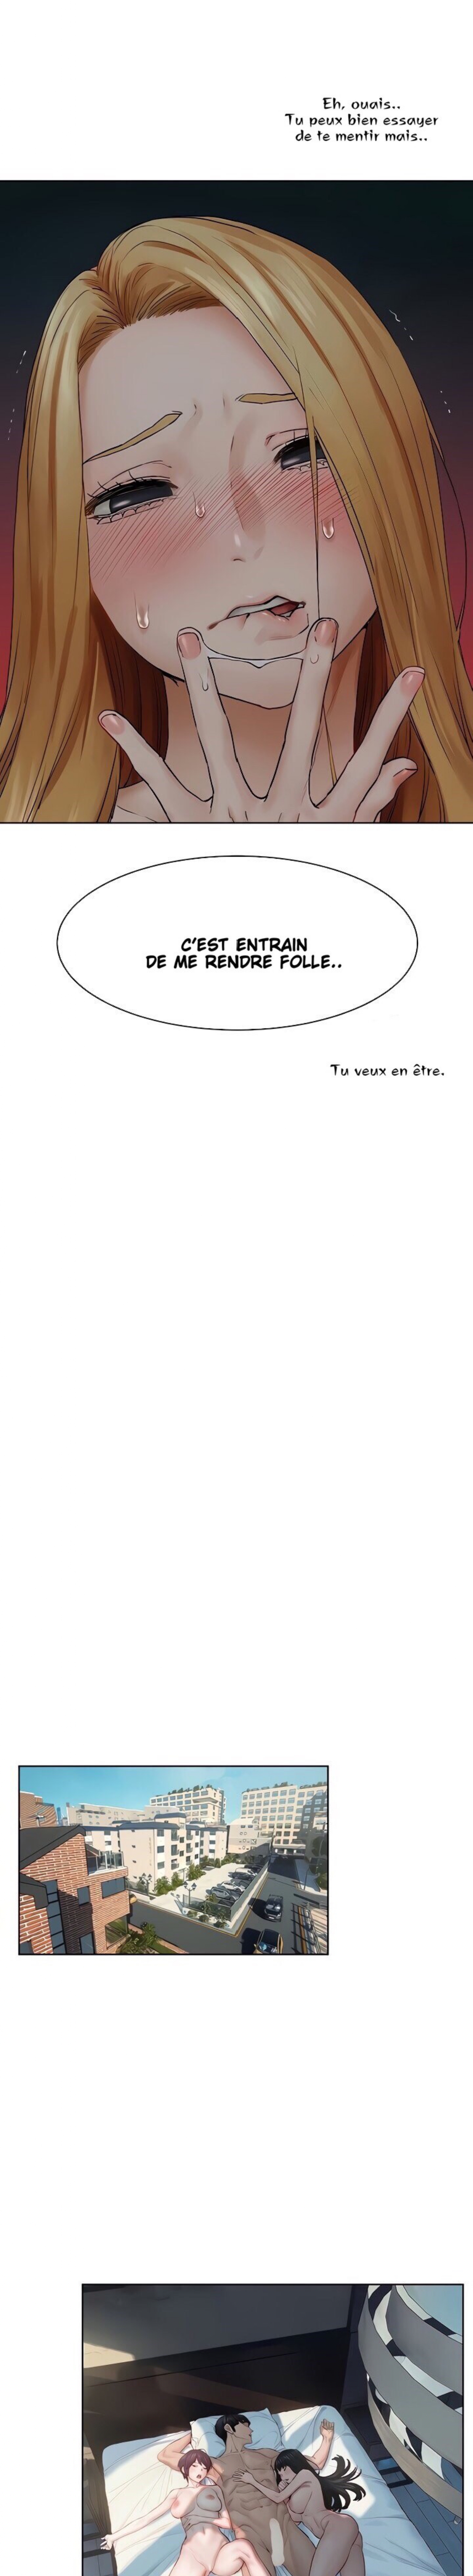 Eh, ouais..
Tu peux bien essayer
de te mentir mais..
C'EST ENTRAIN
DE ME RENDRE FOLLE..
Tu veux en être.